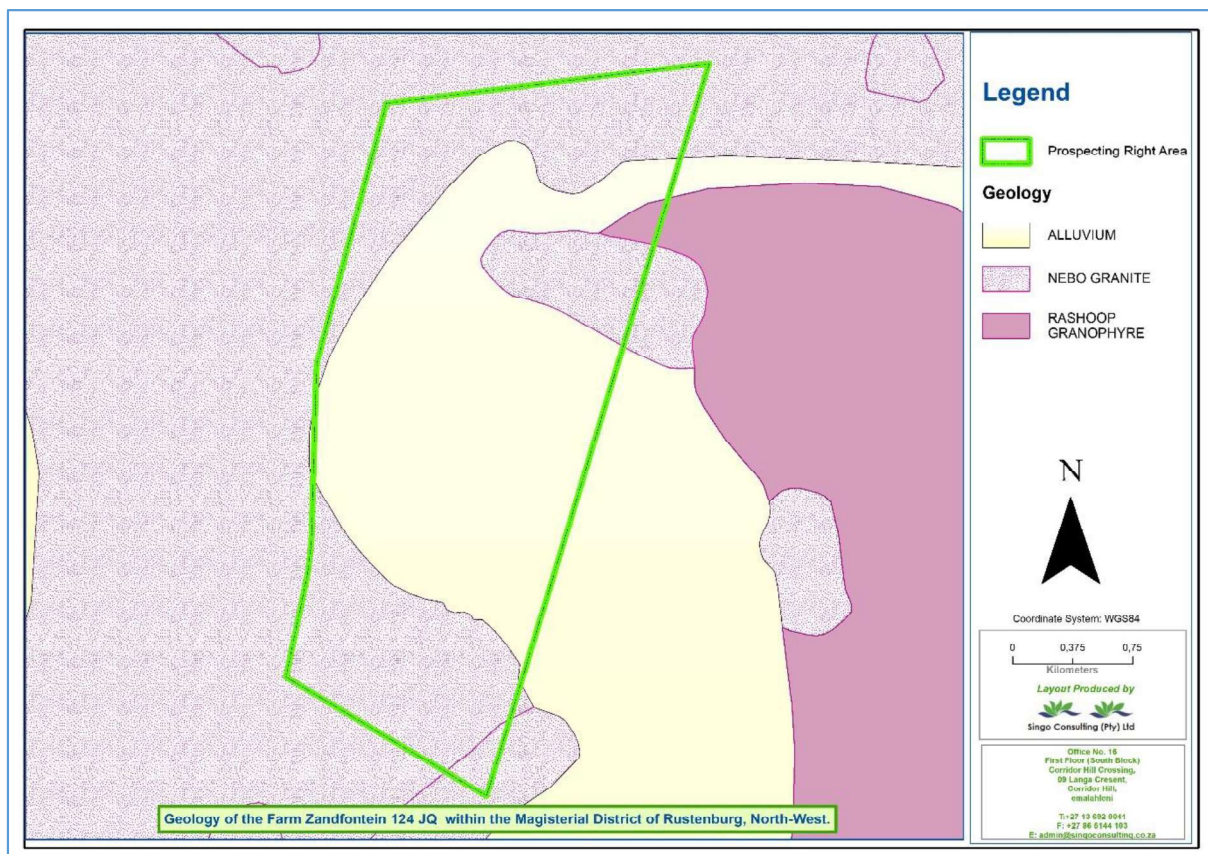 Legend
Prospecting Right Area
Geology
ALLUVIUM
NEBO GRANITE
RASHOOP
GRANOPHYRE
N
Coordinate System: WGS84
0 0,375 0,75
Kilometers
Layout Produced by
Singo Consulting (Pty) Ltd
Office No. 16
First Floor (South Block)
Corridor Hill Crossing,
09 Langa Cresent,
Corridor Hill,
emalahleni
E: admin@singoconsulting.co.za
Geology of the Farm Zandfontein 124 JQ within the Magisterial District of Rustenburg, North-West.